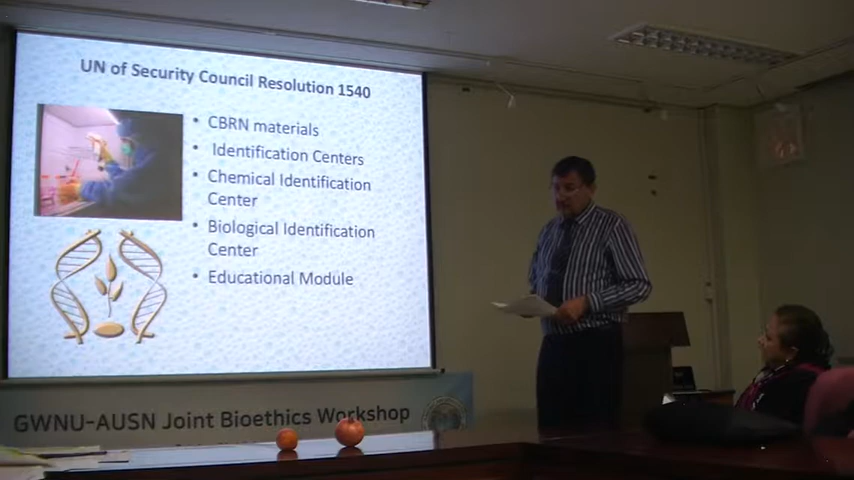 UN of Security Council Resolution 1540
• CBRN materials
• Identification Centers
• Chemical Identification
Center
• Biological Identification
Center
• Educational Module
GWNU-AUSN Joint Bioethics Workshop